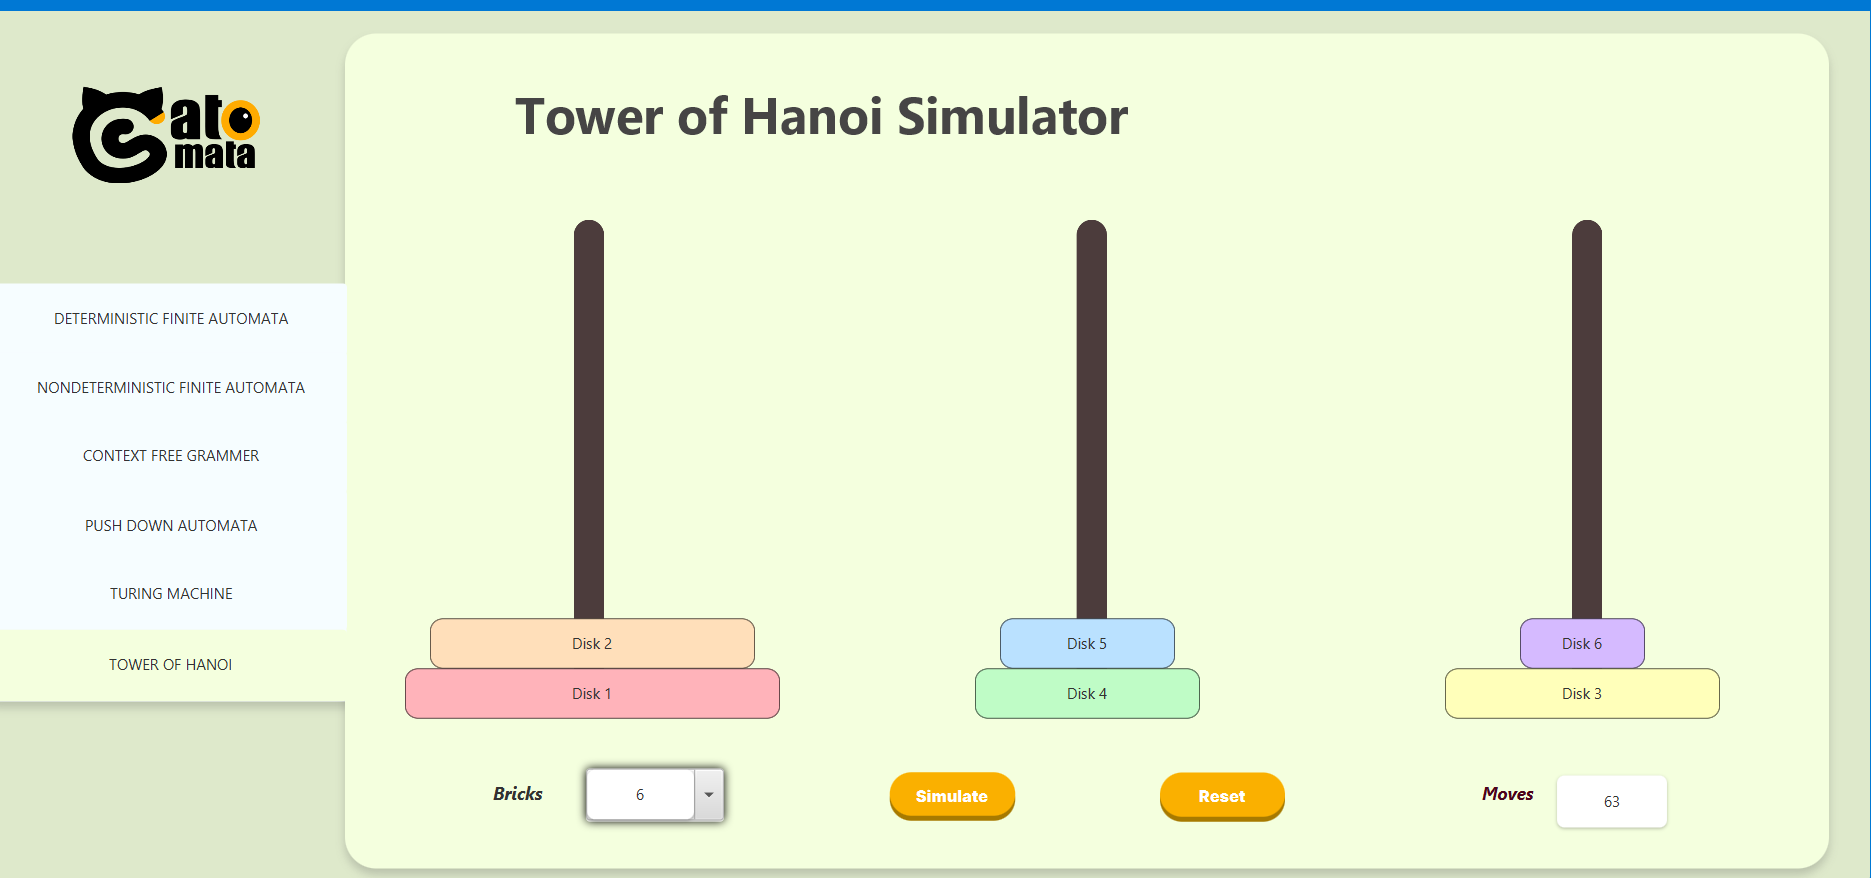 Catomata
Tower of Hanoi Simulator
DETERMINISTIC FINITE AUTOMATA
NONDETERMINISTIC FINITE AUTOMATA
CONTEXT FREE GRAMMER
PUSH DOWN AUTOMATA
TURING MACHINE
TOWER OF HANOI
Disk 2
Disk 1
Disk 5
Disk 4
Disk 6
Disk 3
Bricks
6
Simulate
Reset
Moves
63